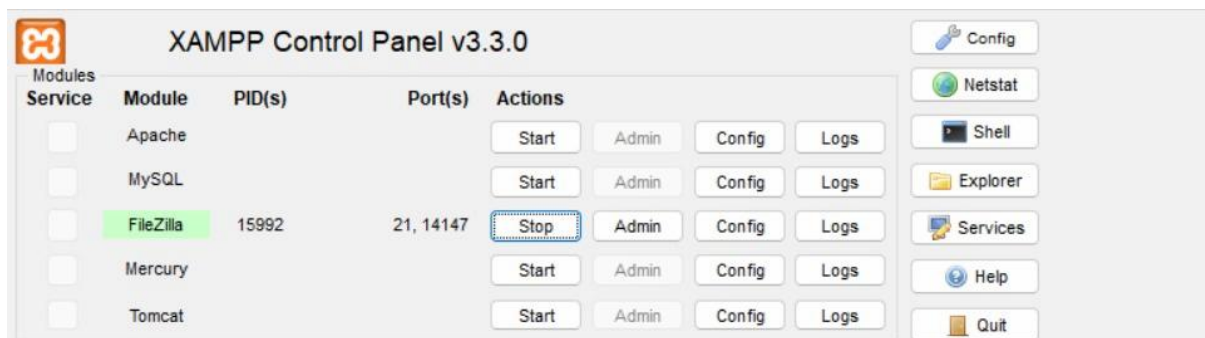 XAMPP Control Panel v3.3.0
Modules
Service Module PID(s) Port(s) Actions
Apache Start Admin Config Logs
MySQL Start Admin Config Logs
FileZilla 15992 21, 14147 Stop Admin Config Logs
Mercury Start Admin Config Logs
Tomcat Start Admin Config Logs
Config
Netstat
Shell
Explorer
Services
Help
Quit